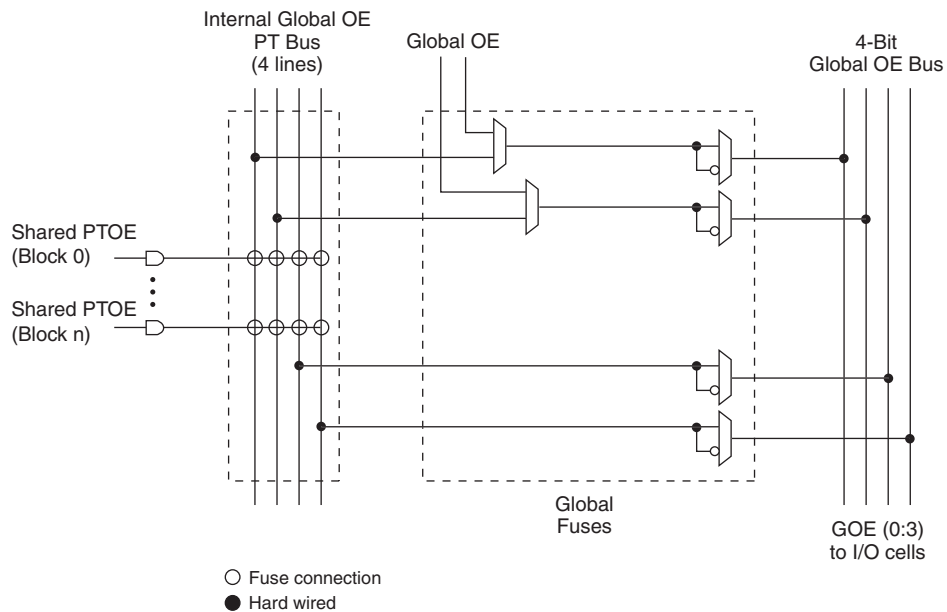 Internal Global OE
PT Bus
(4 lines)
Global OE
4-Bit
Global OE Bus
Shared PTOE
(Block 0)
Shared PTOE
(Block n)
Global
Fuses
GOE (0:3)
to I/O cells
Fuse connection
Hard wired